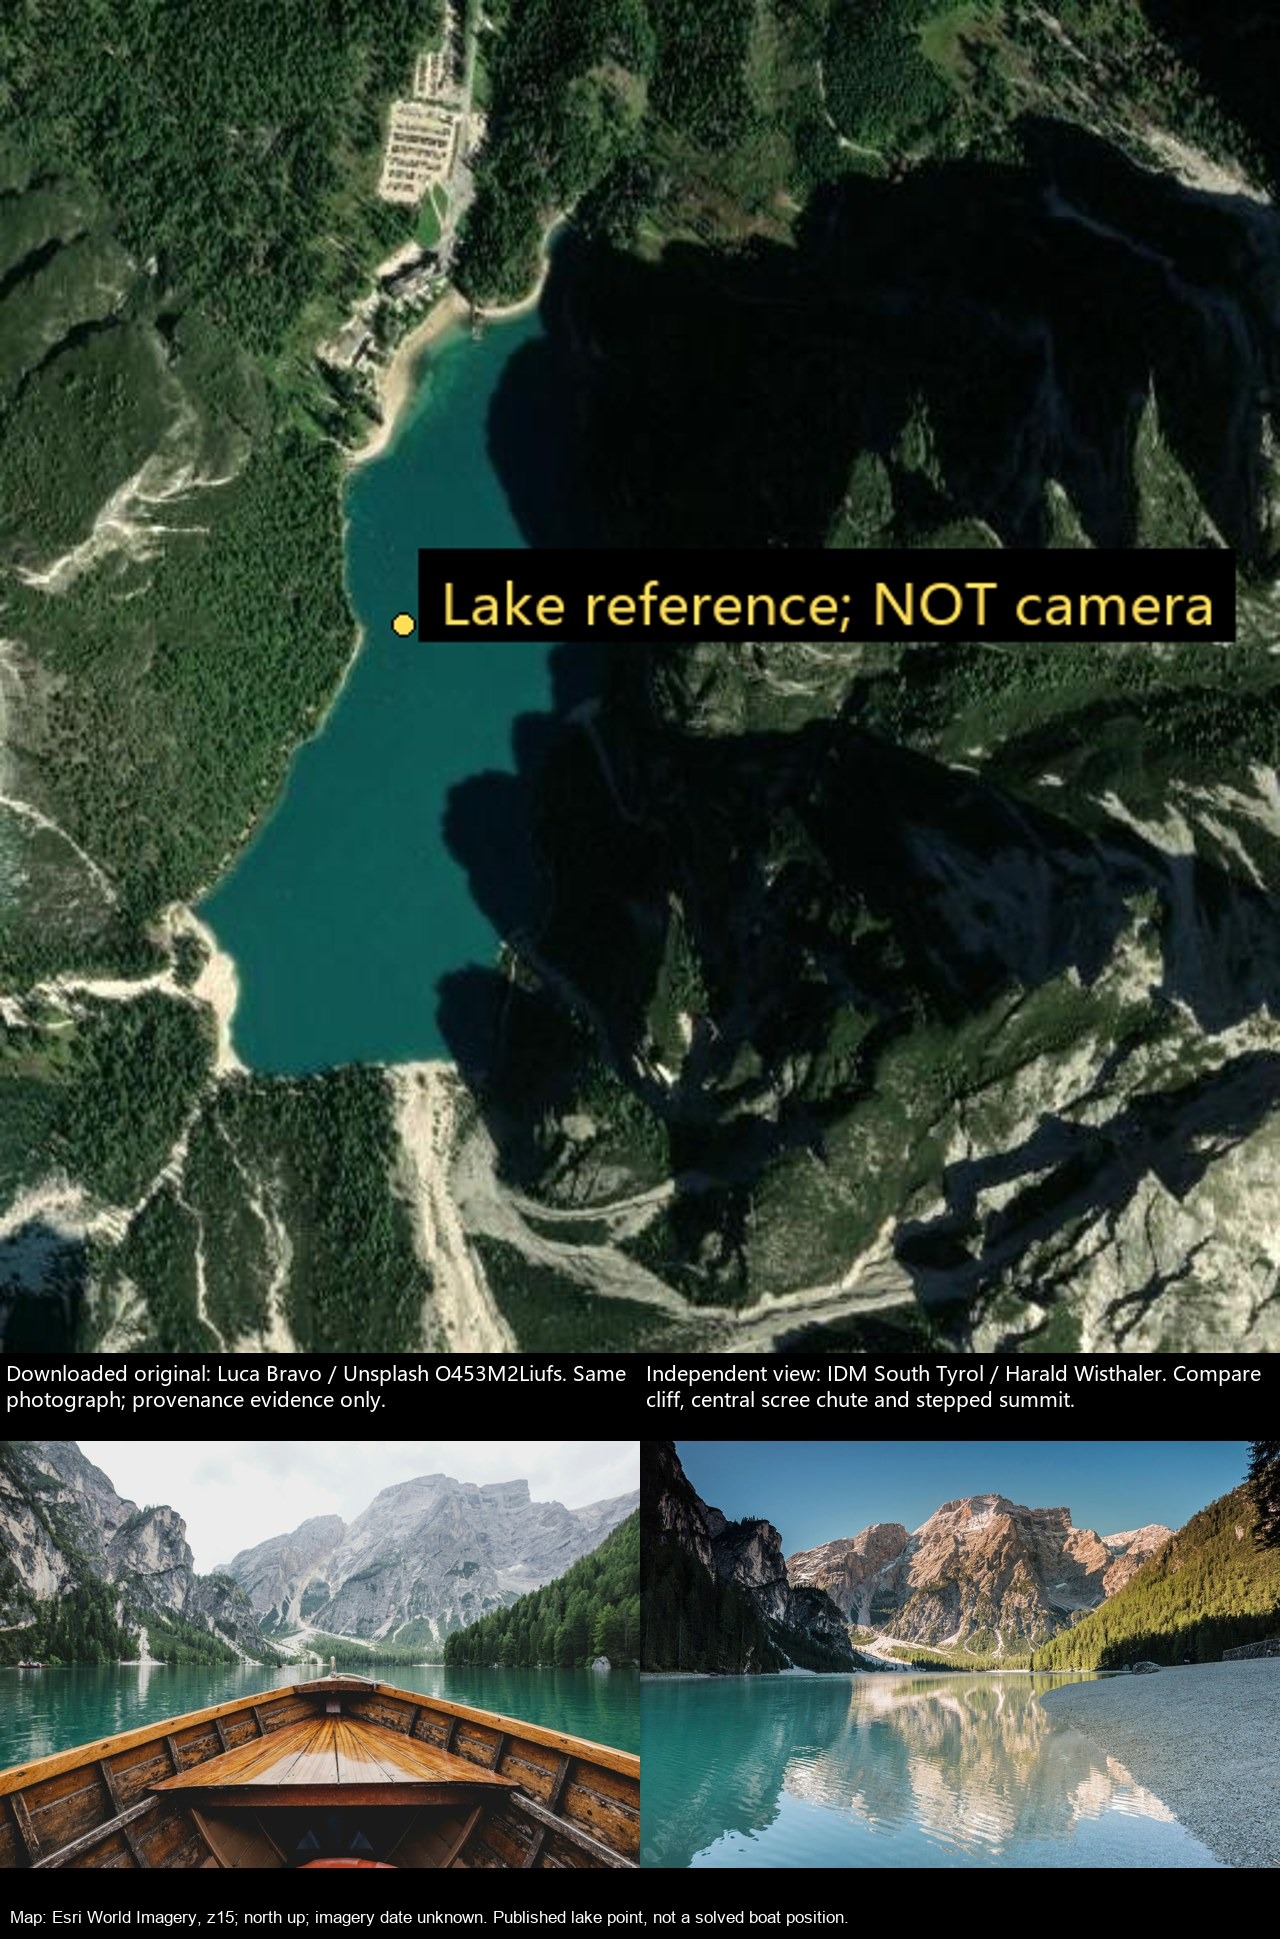 Lake reference; NOT camera
Downloaded original: Luca Bravo / Unsplash O453M2Liufs. Same
photograph; provenance evidence only.
Independent view: IDM South Tyrol / Harald Wisthaler. Compare
cliff, central scree chute and stepped summit.
Map: Esri World Imagery, z15; north up; imagery date unknown. Published lake point, not a solved boat position.